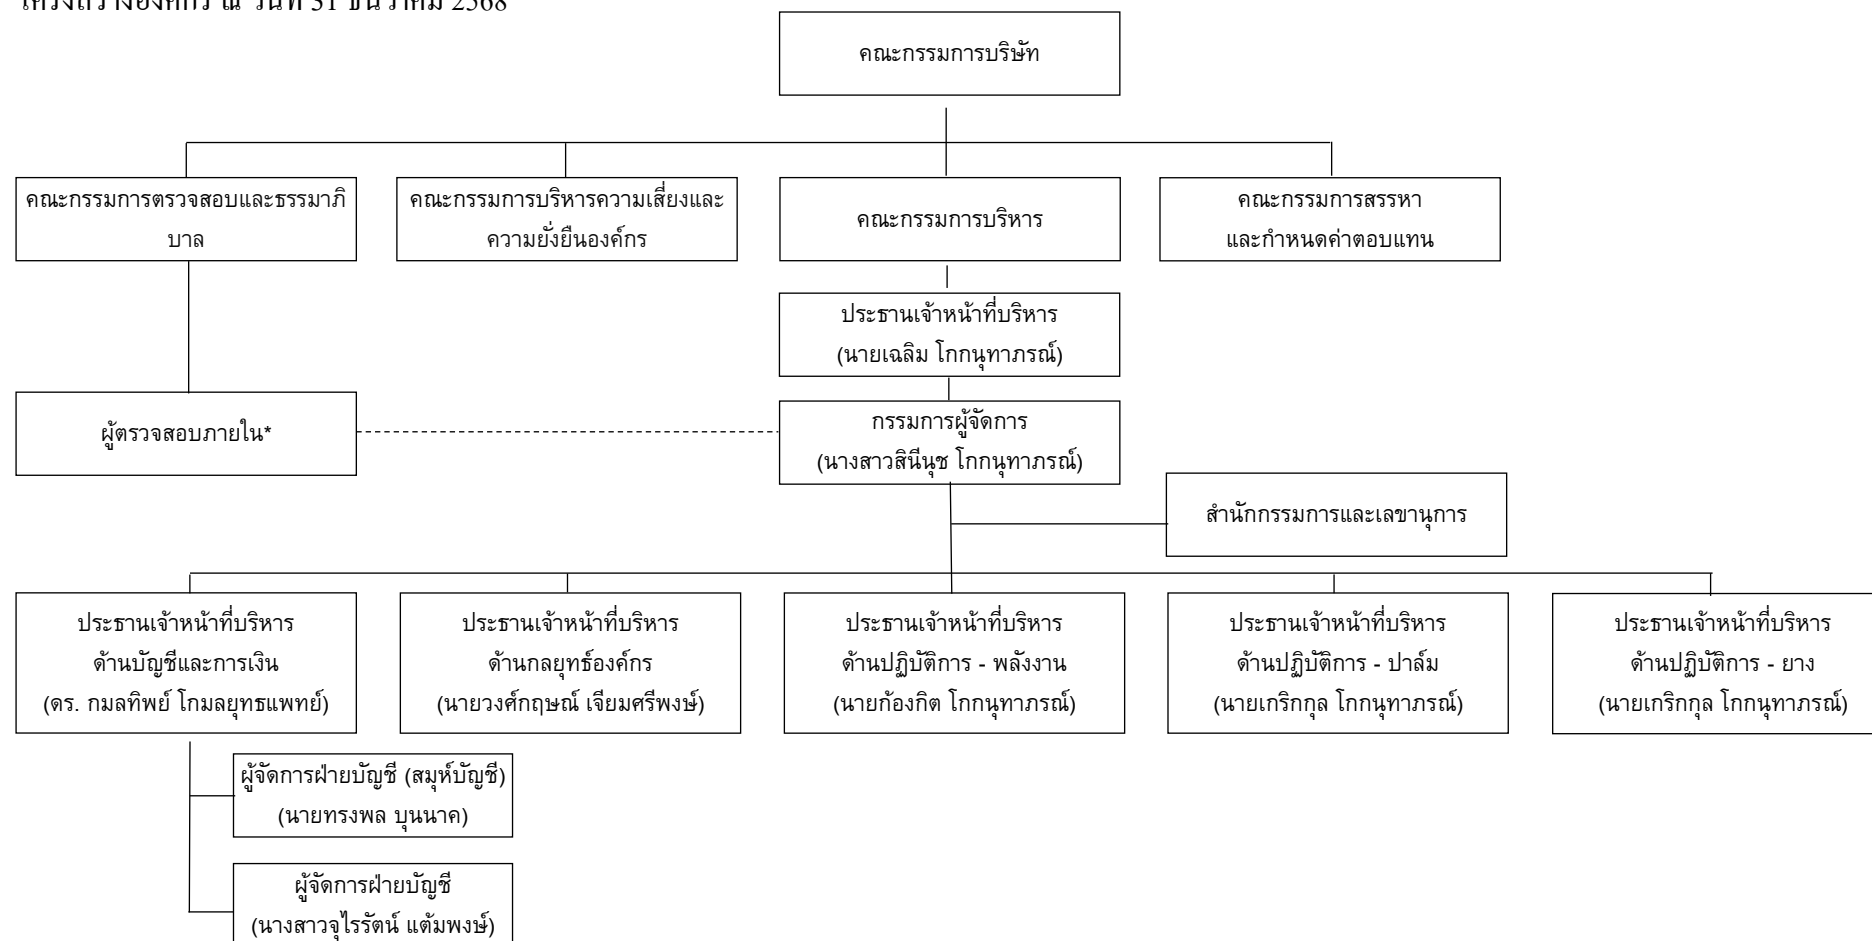 โครงสร้างองค์กร ณ วันที่ 31 ธันวาคม 2568
คณะกรรมการบริษัท
คณะกรรมการตรวจสอบและธรรมาภิ
บาล
คณะกรรมการบริหารความเสี่ยงและ
ความยั่งยืนองค์กร
คณะกรรมการบริหาร
คณะกรรมการสรรหา
และกำหนดค่าตอบแทน
ประธานเจ้าหน้าที่บริหาร
(นายเฉลิม โกกนุทาภรณ์)
ผู้ตรวจสอบภายใน*
กรรมการผู้จัดการ
(นางสาวสินีนุช โกกนุทาภรณ์)
สำนักกรรมการและเลขานุการ
ประธานเจ้าหน้าที่บริหาร
ด้านบัญชีและการเงิน
(ดร. กมลทิพย์ โกมลยุทธแพทย์)
ประธานเจ้าหน้าที่บริหาร
ด้านกลยุทธ์องค์กร
(นายวงศ์กฤษณ์ เจียมศรีพงษ์)
ประธานเจ้าหน้าที่บริหาร
ด้านปฏิบัติการ - พลังงาน
(นายก้องกิต โกกนุทาภรณ์)
ประธานเจ้าหน้าที่บริหาร
ด้านปฏิบัติการ - ปาล์ม
(นายเกริกกุล โกกนุทาภรณ์)
ประธานเจ้าหน้าที่บริหาร
ด้านปฏิบัติการ - ยาง
(นายเกริกกุล โกกนุทาภรณ์)
ผู้จัดการฝ่ายบัญชี (สมุห์บัญชี)
(นายทรงพล บุนนาค)
ผู้จัดการฝ่ายบัญชี
(นางสาวจุไรรัตน์ แต้มพงษ์)